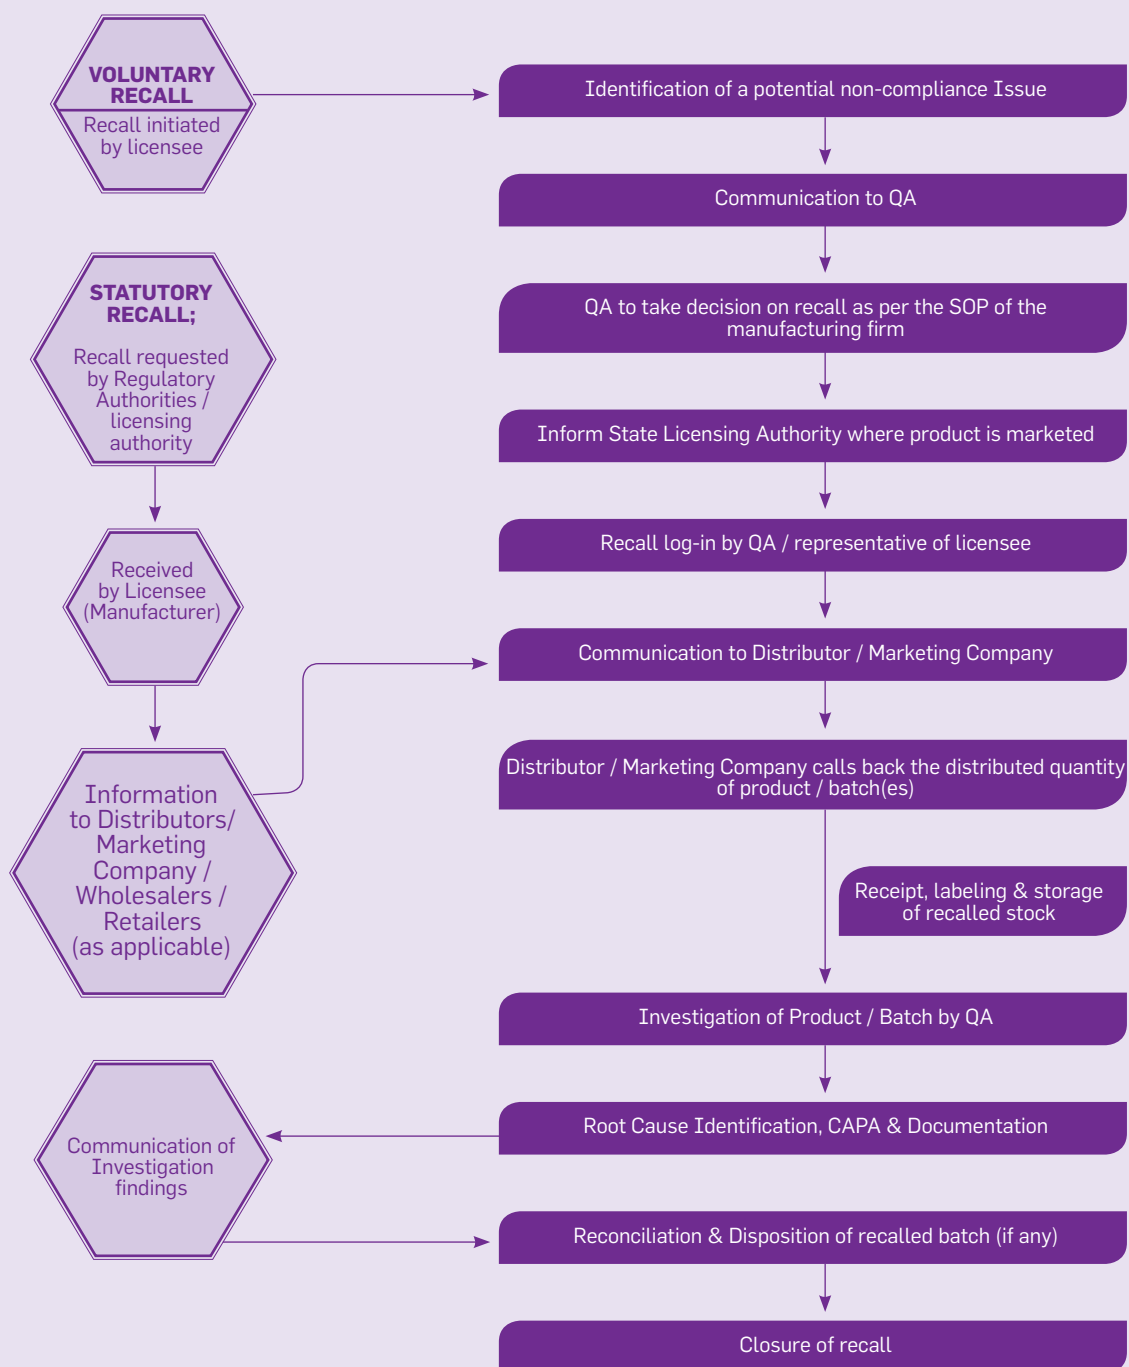 VOLUNTARY
RECALL
Recall initiated
by licensee
Identification of a potential non-compliance Issue
Communication to QA
STATUTORY
RECALL;
Recall requested
by Regulatory
Authorities /
licensing
authority
QA to take decision on recall as per the SOP of the
manufacturing firm
Inform State Licensing Authority where product is marketed
Recall log-in by QA / representative of licensee
Received
by Licensee
(Manufacturer)
Communication to Distributor / Marketing Company
Distributor / Marketing Company calls back the distributed quantity
of product / batch(es)
Information
to Distributors/
Marketing
Company /
Wholesalers /
Retailers
(as applicable)
Receipt, labeling & storage
of recalled stock
Investigation of Product / Batch by QA
Root Cause Identification, CAPA & Documentation
Communication of
Investigation
findings
Reconciliation & Disposition of recalled batch (if any)
Closure of recall